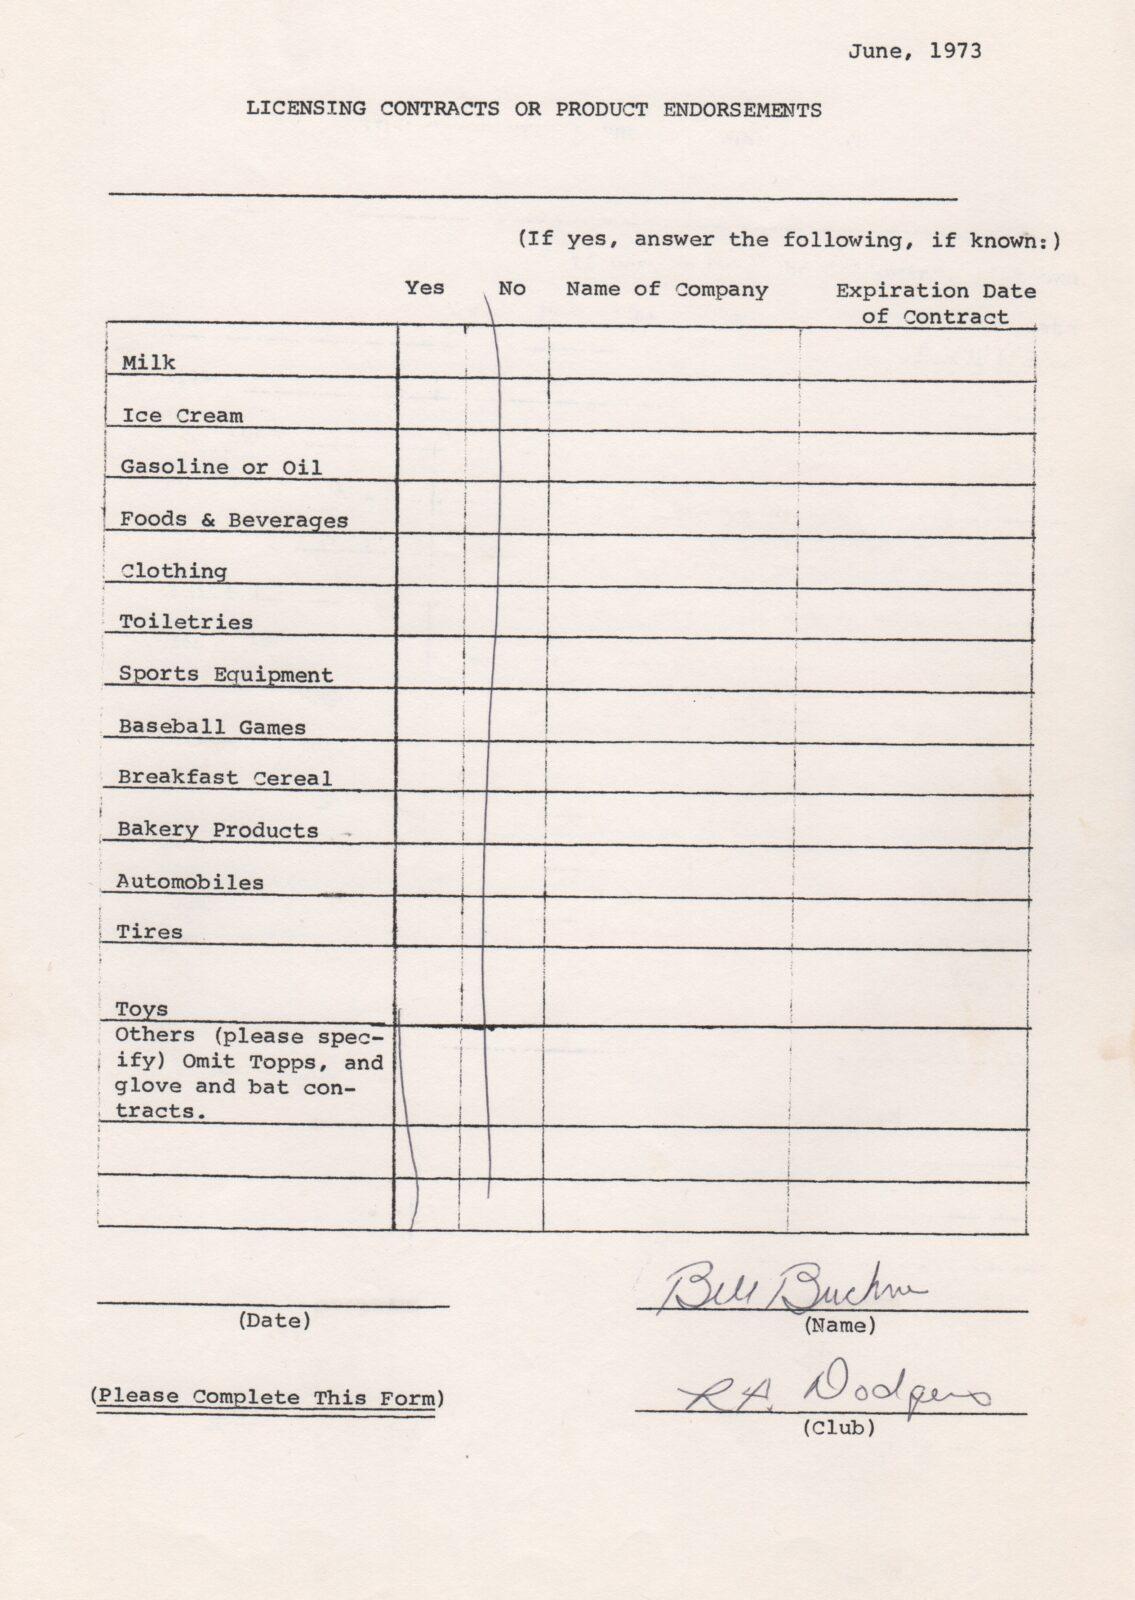 June, 1973
LICENSING CONTRACTS OR PRODUCT ENDORSEMENTS
(If yes, answer the following, if known:)
Yes No Name of Company Expiration Date
of Contract
Milk
Ice Cream
Gasoline or Oil
Foods & Beverages
Clothing
Toiletries
Sports Equipment
Baseball Games
Breakfast Cereal
Bakery Products
Automobiles
Tires
Toys
Others (please spec-
ify) Omit Topps, and
glove and bat con-
tracts.
Bill Buckner
(Date) (Name)
L.A. Dodgers
(Please Complete This Form)
(Club)